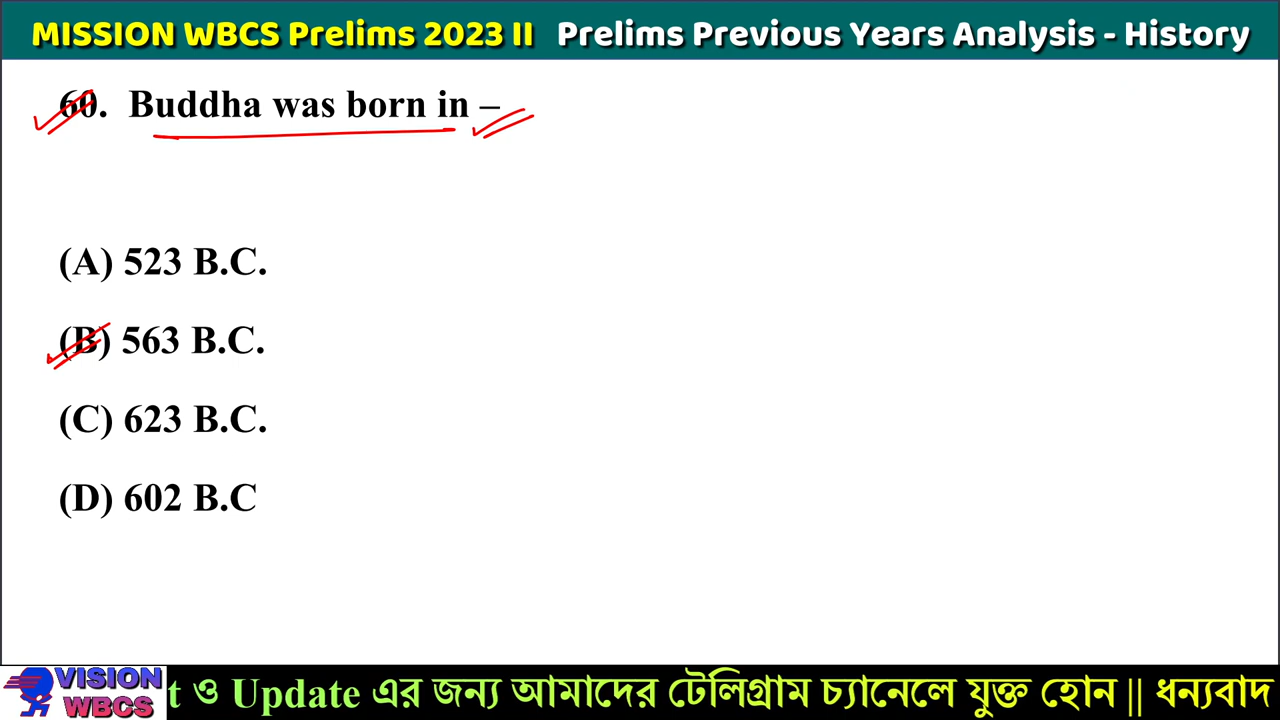 MISSION WBCS Prelims 2023 II Prelims Previous Years Analysis - History
60. Buddha was born in –
(A) 523 B.C.
(B) 563 B.C.
(C) 623 B.C.
(D) 602 B.C
VISION
WBCS
t ও Update এর জন্য আমাদের টেলিগ্রাম চ্যানেলে যুক্ত হোন || ধন্যবাদ